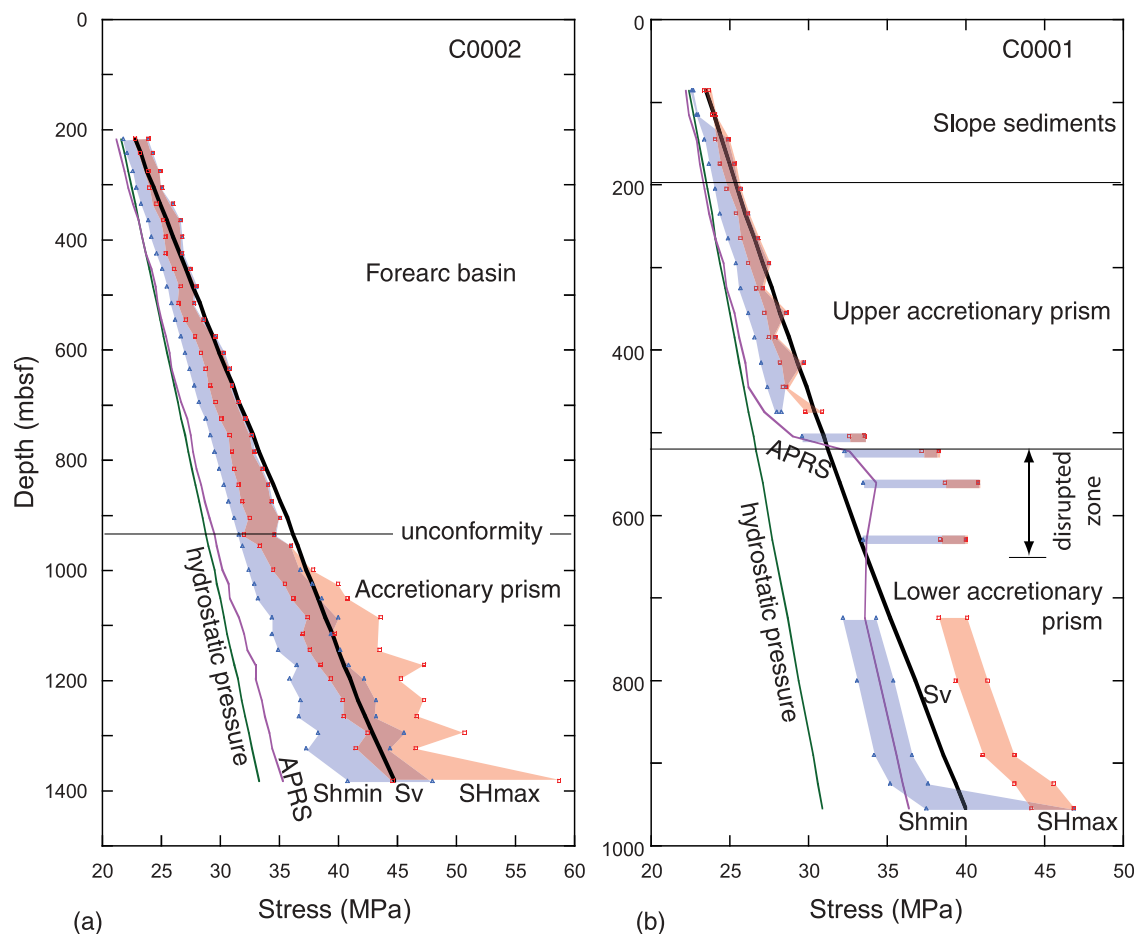 0
200
400
600
800
1000
1200
1400
Depth (mbsf)
C0002
Forearc basin
unconformity
Accretionary prism
hydrostatic pressure
APRS
Shmin
Sv
SHmax
20 25 30 35 40 45 50 55 60
Stress (MPa)
(a)
0
200
400
600
800
1000
C0001
Slope sediments
Upper accretionary prism
APRS
disrupted
zone
hydrostatic pressure
Lower accretionary
prism
Sv
Shmin
SHmax
20 25 30 35 40 45 50
Stress (MPa)
(b)